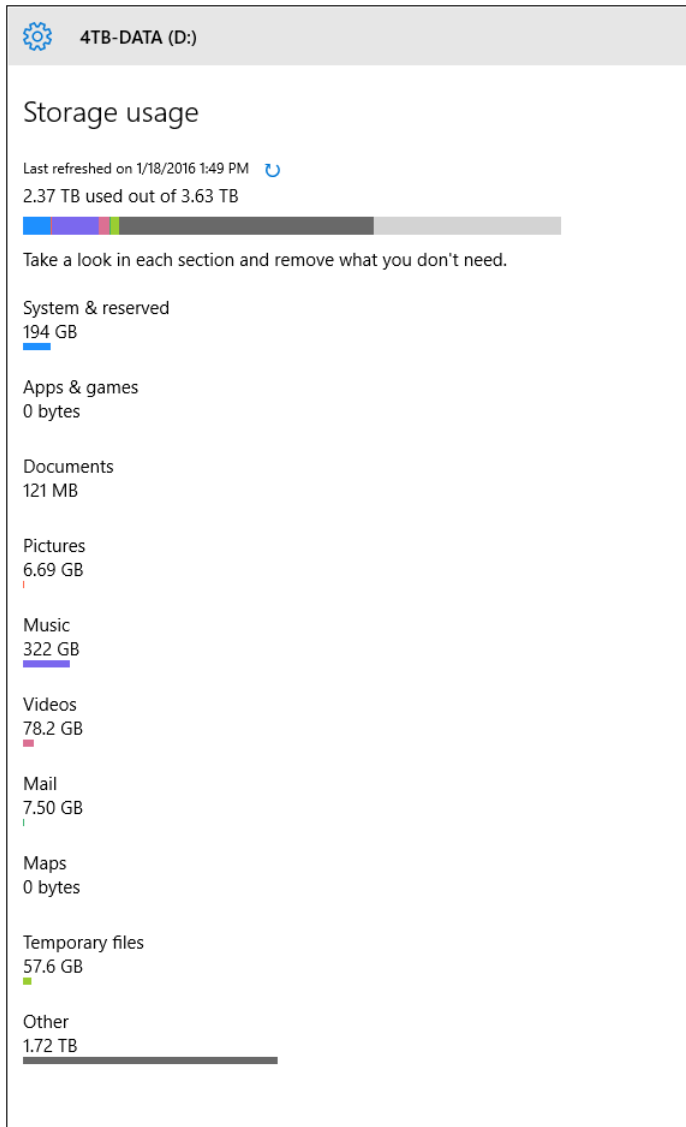 4TB-DATA (D:)
Storage usage
Last refreshed on 1/18/2016 1:49 PM
2.37 TB used out of 3.63 TB
Take a look in each section and remove what you don't need.
System & reserved
194 GB
Apps & games
0 bytes
Documents
121 MB
Pictures
6.69 GB
Music
322 GB
Videos
78.2 GB
Mail
7.50 GB
Maps
0 bytes
Temporary files
57.6 GB
Other
1.72 TB